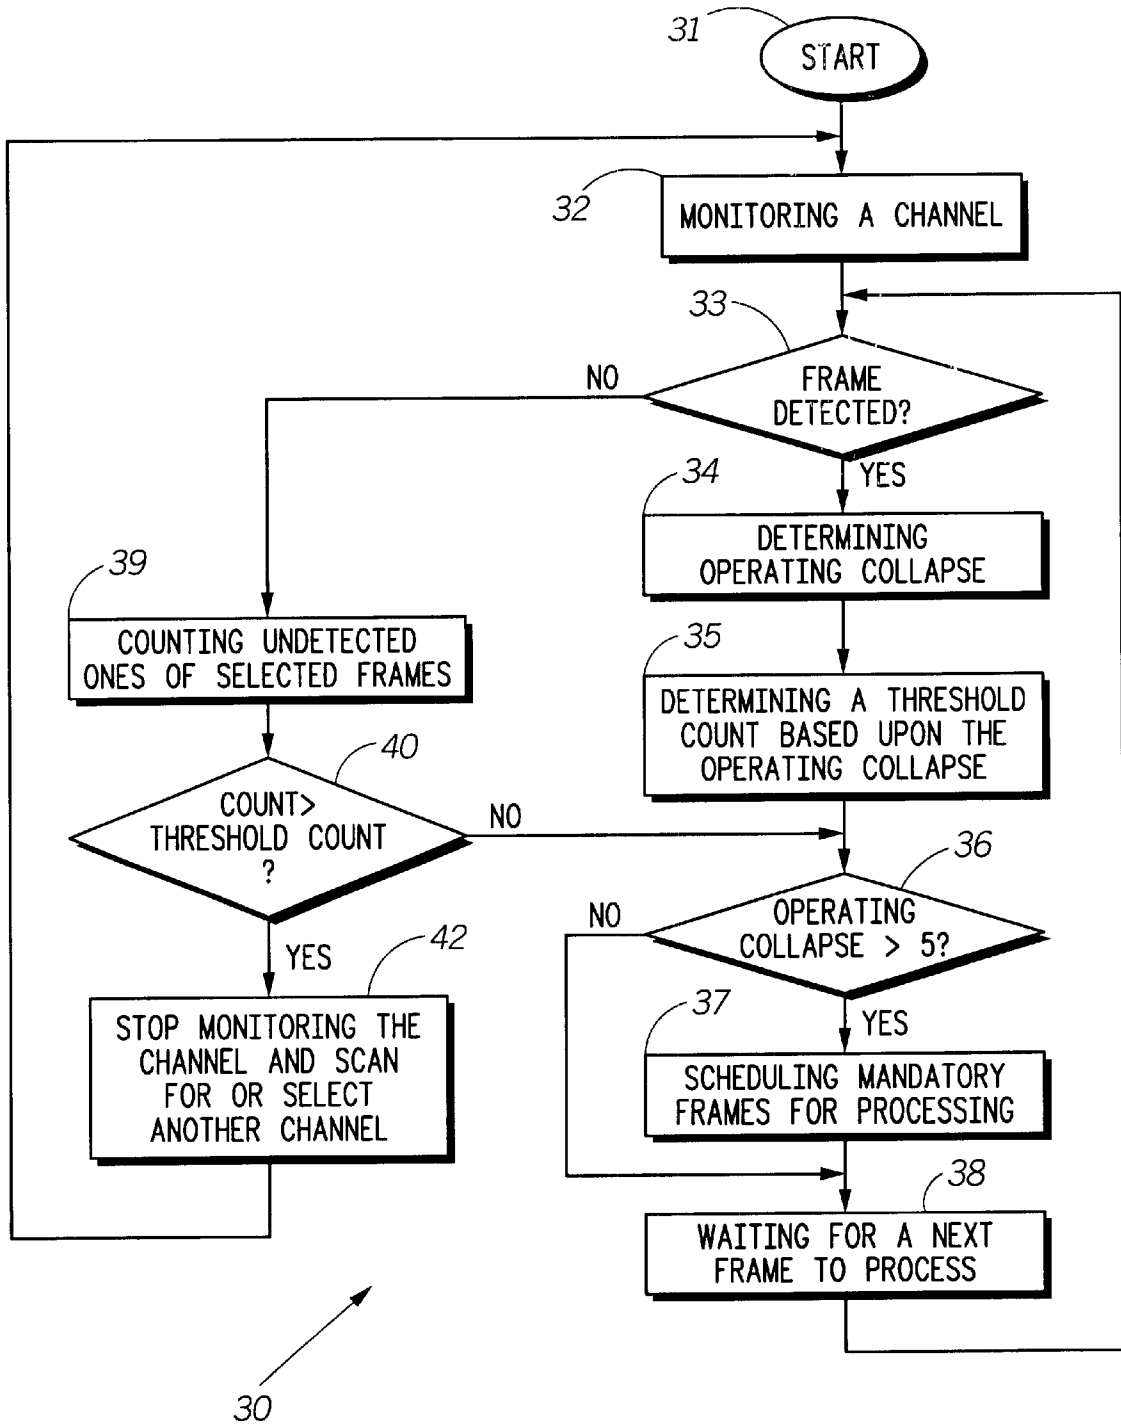 31
START
32
MONITORING A CHANNEL
33
FRAME
DETECTED?
NO
YES
34
DETERMINING
OPERATING COLLAPSE
35
DETERMINING A THRESHOLD
COUNT BASED UPON THE
OPERATING COLLAPSE
39
COUNTING UNDETECTED
ONES OF SELECTED FRAMES
40
COUNT>
THRESHOLD COUNT
?
NO
YES
36
OPERATING
COLLAPSE > 5?
NO
YES
42
STOP MONITORING THE
CHANNEL AND SCAN
FOR OR SELECT
ANOTHER CHANNEL
37
SCHEDULING MANDATORY
FRAMES FOR PROCESSING
38
WAITING FOR A NEXT
FRAME TO PROCESS
30